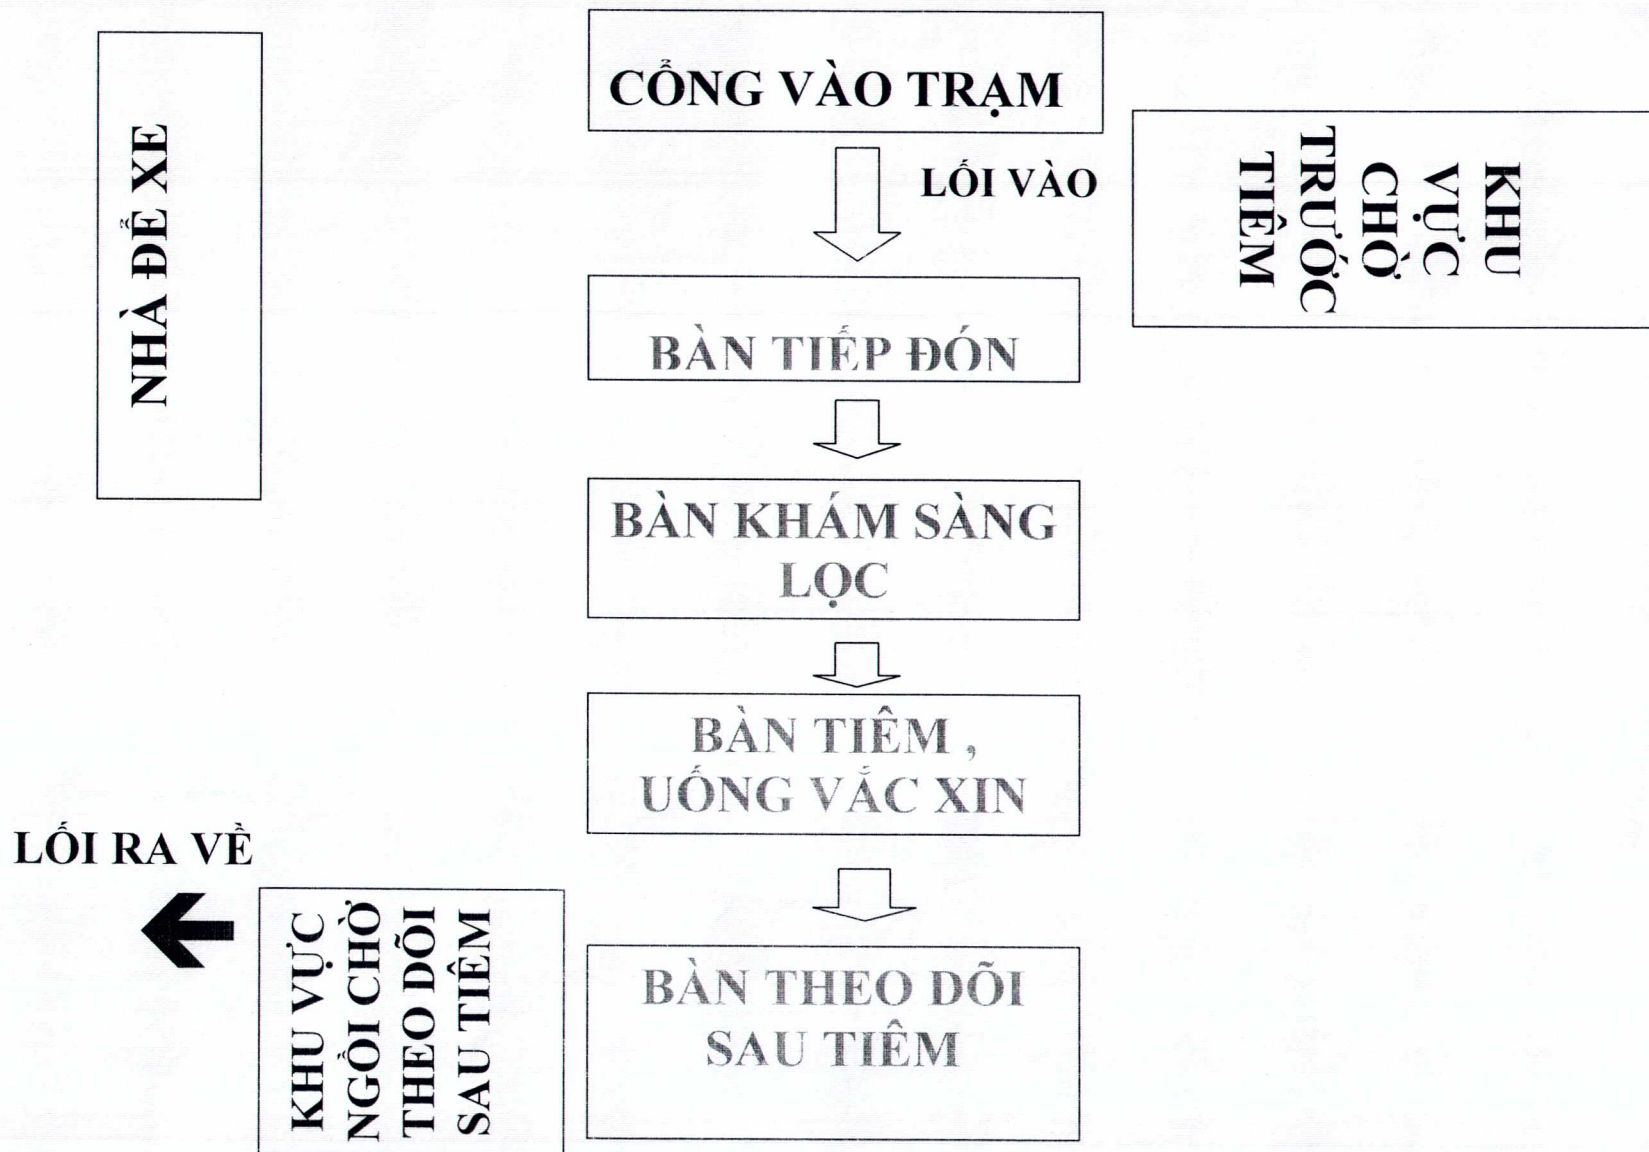 CỔNG VÀO TRẠM
NHÀ ĐỂ XE
LỐI VÀO
KHU
VỰC
CHỜ
TRƯỚC
TIÊM
BÀN TIẾP ĐÓN
BÀN KHÁM SÀNG
LỌC
BÀN TIÊM ,
UỐNG VẮC XIN
LỐI RA VỀ
KHU VỰC
NGỒI CHỜ
THEO DÕI
SAU TIÊM
BÀN THEO DÕI
SAU TIÊM